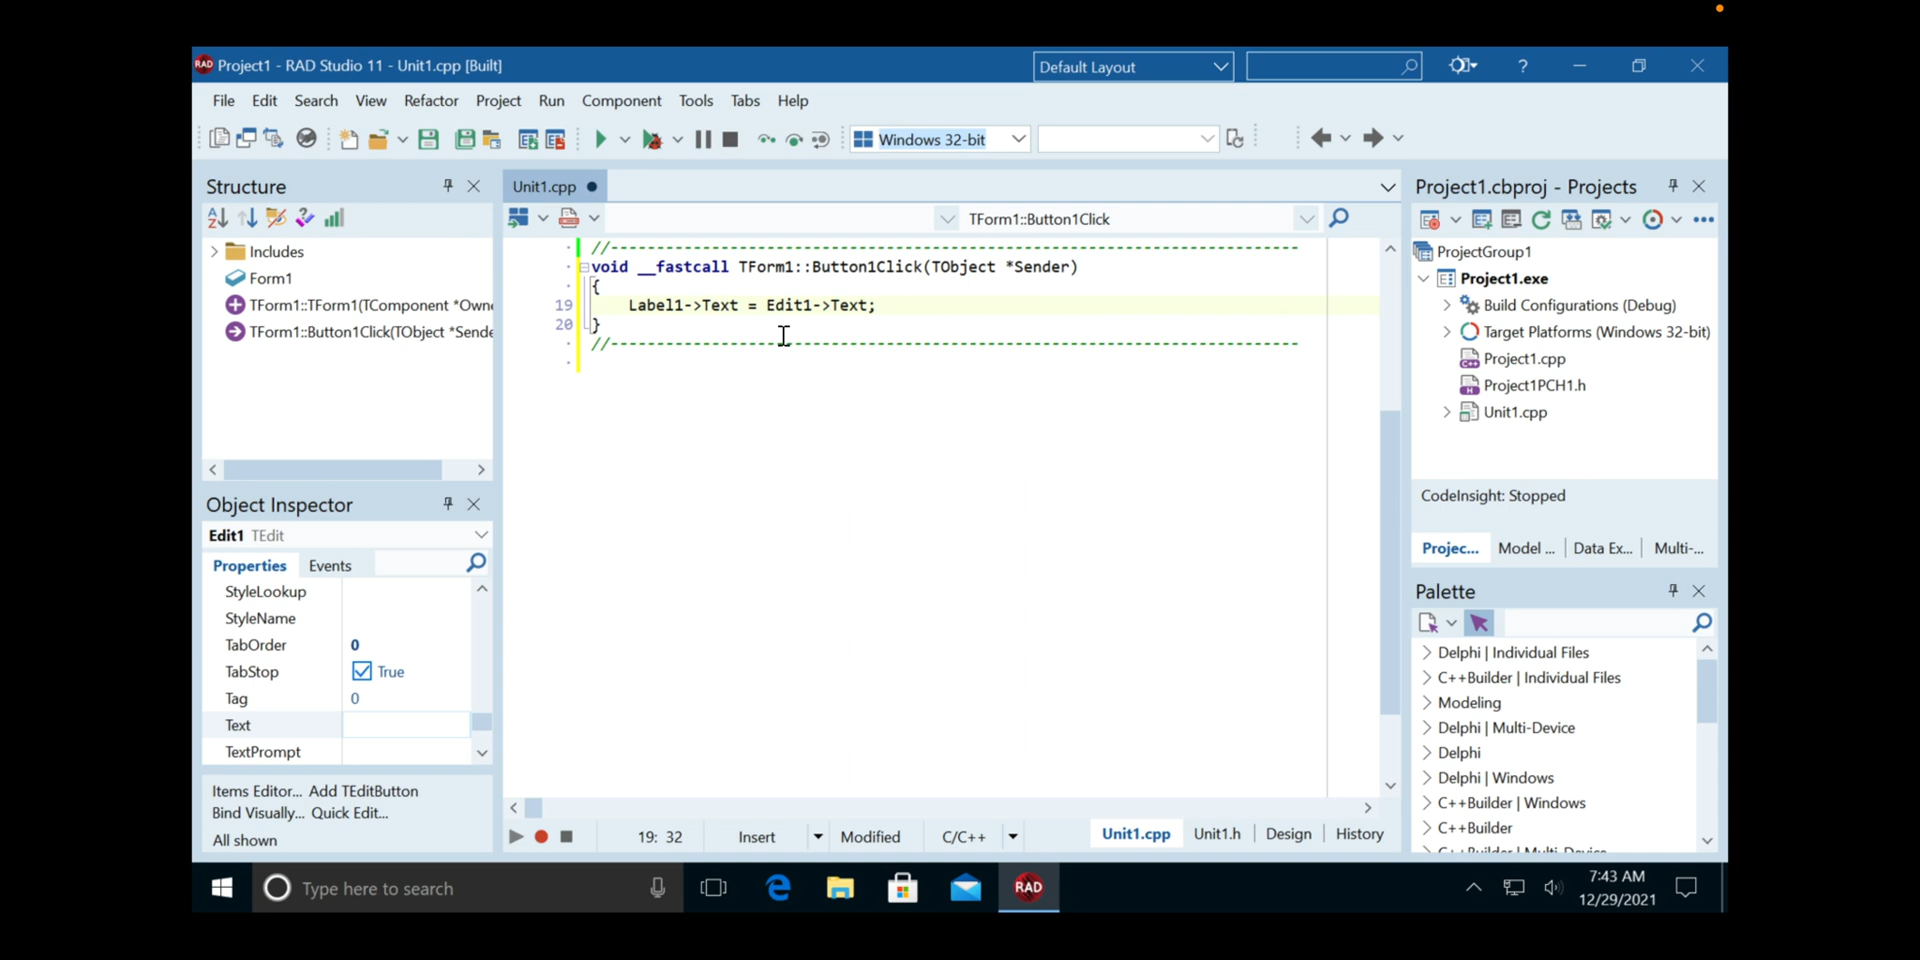 RAD Project1 - RAD Studio 11 - Unit1.cpp [Built]
Default Layout
?
File Edit Search View Refactor Project Run Component Tools Tabs Help
Windows 32-bit
Structure
Includes
Form1
TForm1::TForm1(TComponent *Owne
TForm1::Button1Click(TObject *Sende
Object Inspector
Edit1 TEdit
Properties Events
StyleLookup
StyleName
TabOrder 0
TabStop True
Tag 0
Text
TextPrompt
Items Editor... Add TEditButton
Bind Visually... Quick Edit...
All shown
Unit1.cpp
TForm1::Button1Click
//---------------------------------------------------------------------------
void __fastcall TForm1::Button1Click(TObject *Sender)
{
19 Label1->Text = Edit1->Text;
20 }
//---------------------------------------------------------------------------
19: 32 Insert Modified C/C++
Unit1.cpp Unit1.h Design History
Project1.cbproj - Projects
ProjectGroup1
Project1.exe
Build Configurations (Debug)
Target Platforms (Windows 32-bit)
Project1.cpp
Project1PCH1.h
Unit1.cpp
CodeInsight: Stopped
Projec... Model ... Data Ex... Multi-...
Palette
Delphi | Individual Files
C++Builder | Individual Files
Modeling
Delphi | Multi-Device
Delphi
Delphi | Windows
C++Builder | Windows
C++Builder
C++Builder | Multi-Device
Type here to search
RAD
7:43 AM
12/29/2021